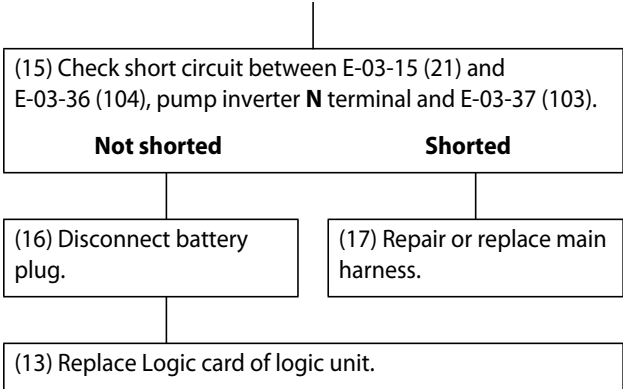 (15) Check short circuit between E-03-15 (21) and
E-03-36 (104), pump inverter N terminal and E-03-37 (103).
Not shorted
Shorted
(16) Disconnect battery
plug.
(17) Repair or replace main
harness.
(13) Replace Logic card of logic unit.